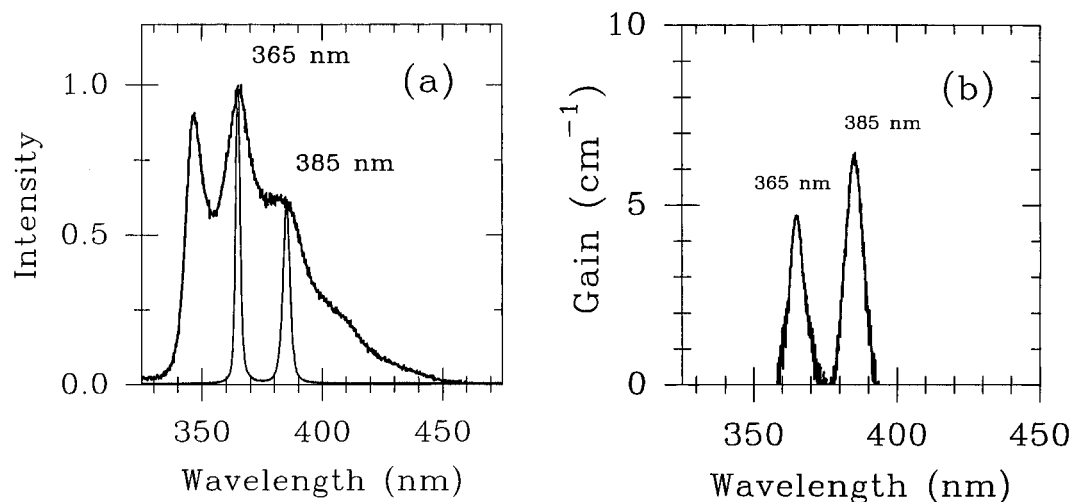 365 nm
(a)
385 nm
1.0
0.5
0.0
Intensity
350
400
450
Wavelength (nm)
10
5
0
Gain (cm⁻¹)
(b)
385 nm
365 nm
350
400
450
Wavelength (nm)